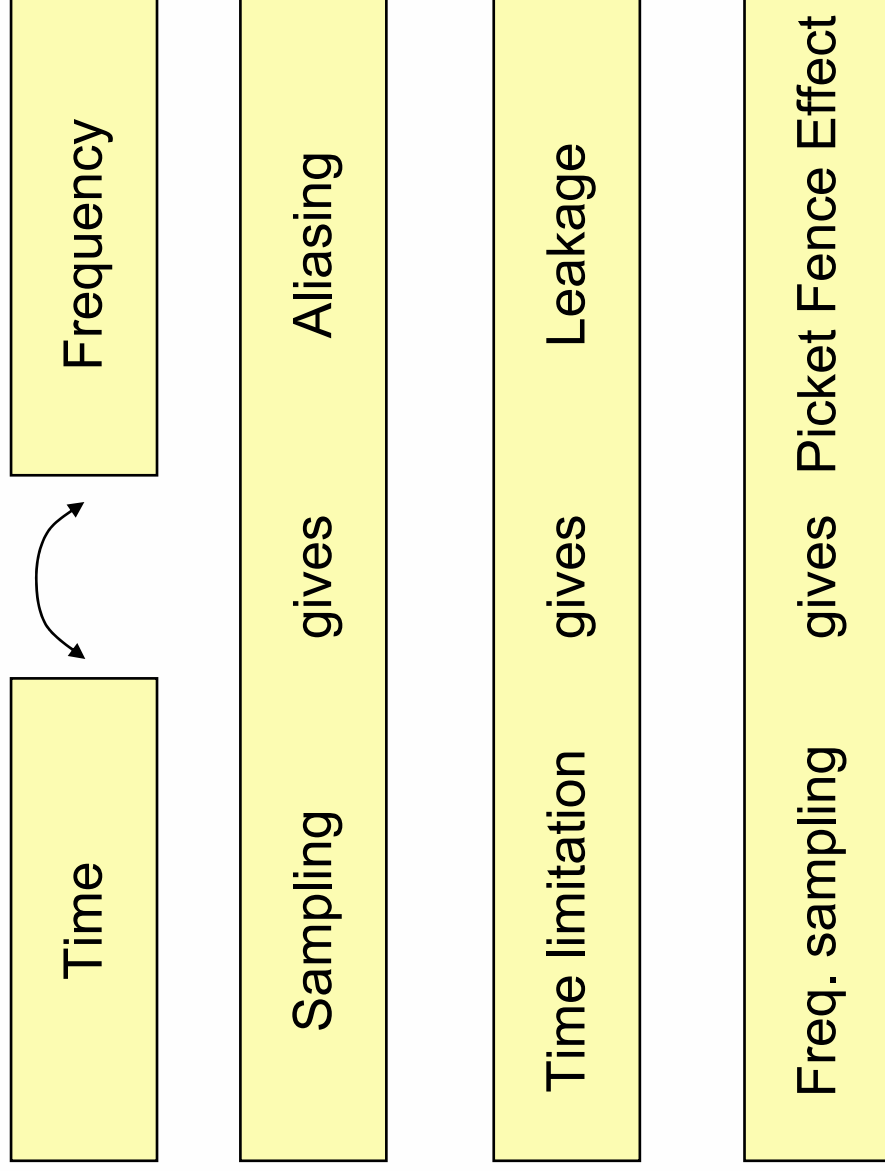 Time Frequency
Sampling gives Aliasing
Time limitation gives Leakage
Freq. sampling gives Picket Fence Effect